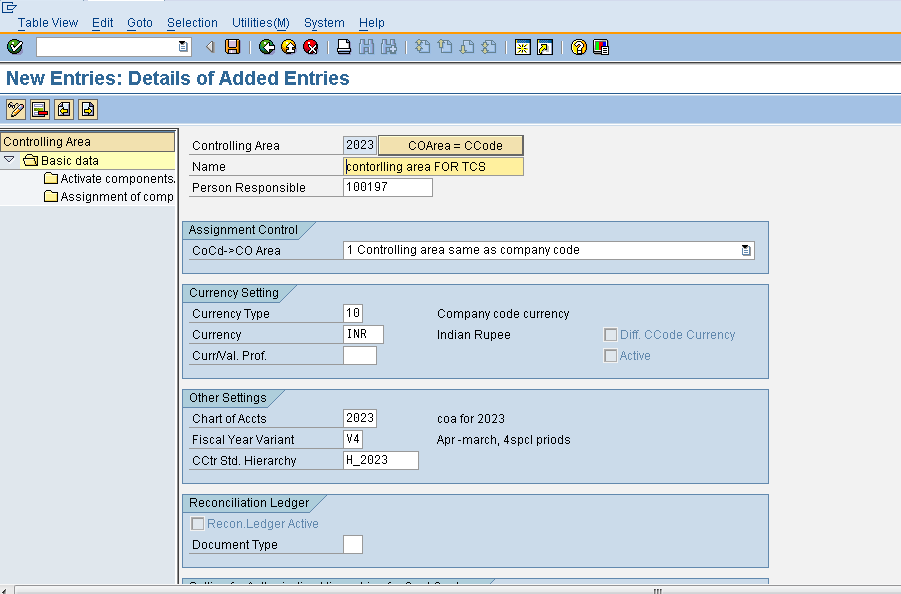 Table View Edit Goto Selection Utilities(M) System Help
New Entries: Details of Added Entries
Controlling Area
Basic data
Activate components.
Assignment of comp
Controlling Area 2023 COArea = CCode
Name contorlling area FOR TCS
Person Responsible 100197
Assignment Control
CoCd->CO Area 1 Controlling area same as company code
Currency Setting
Currency Type 10 Company code currency
Currency INR Indian Rupee Diff. CCode Currency
Curr/Val. Prof. Active
Other Settings
Chart of Accts 2023 coa for 2023
Fiscal Year Variant V4 Apr -march, 4spcl priods
CCtr Std. Hierarchy H_2023
Reconciliation Ledger
Recon.Ledger Active
Document Type